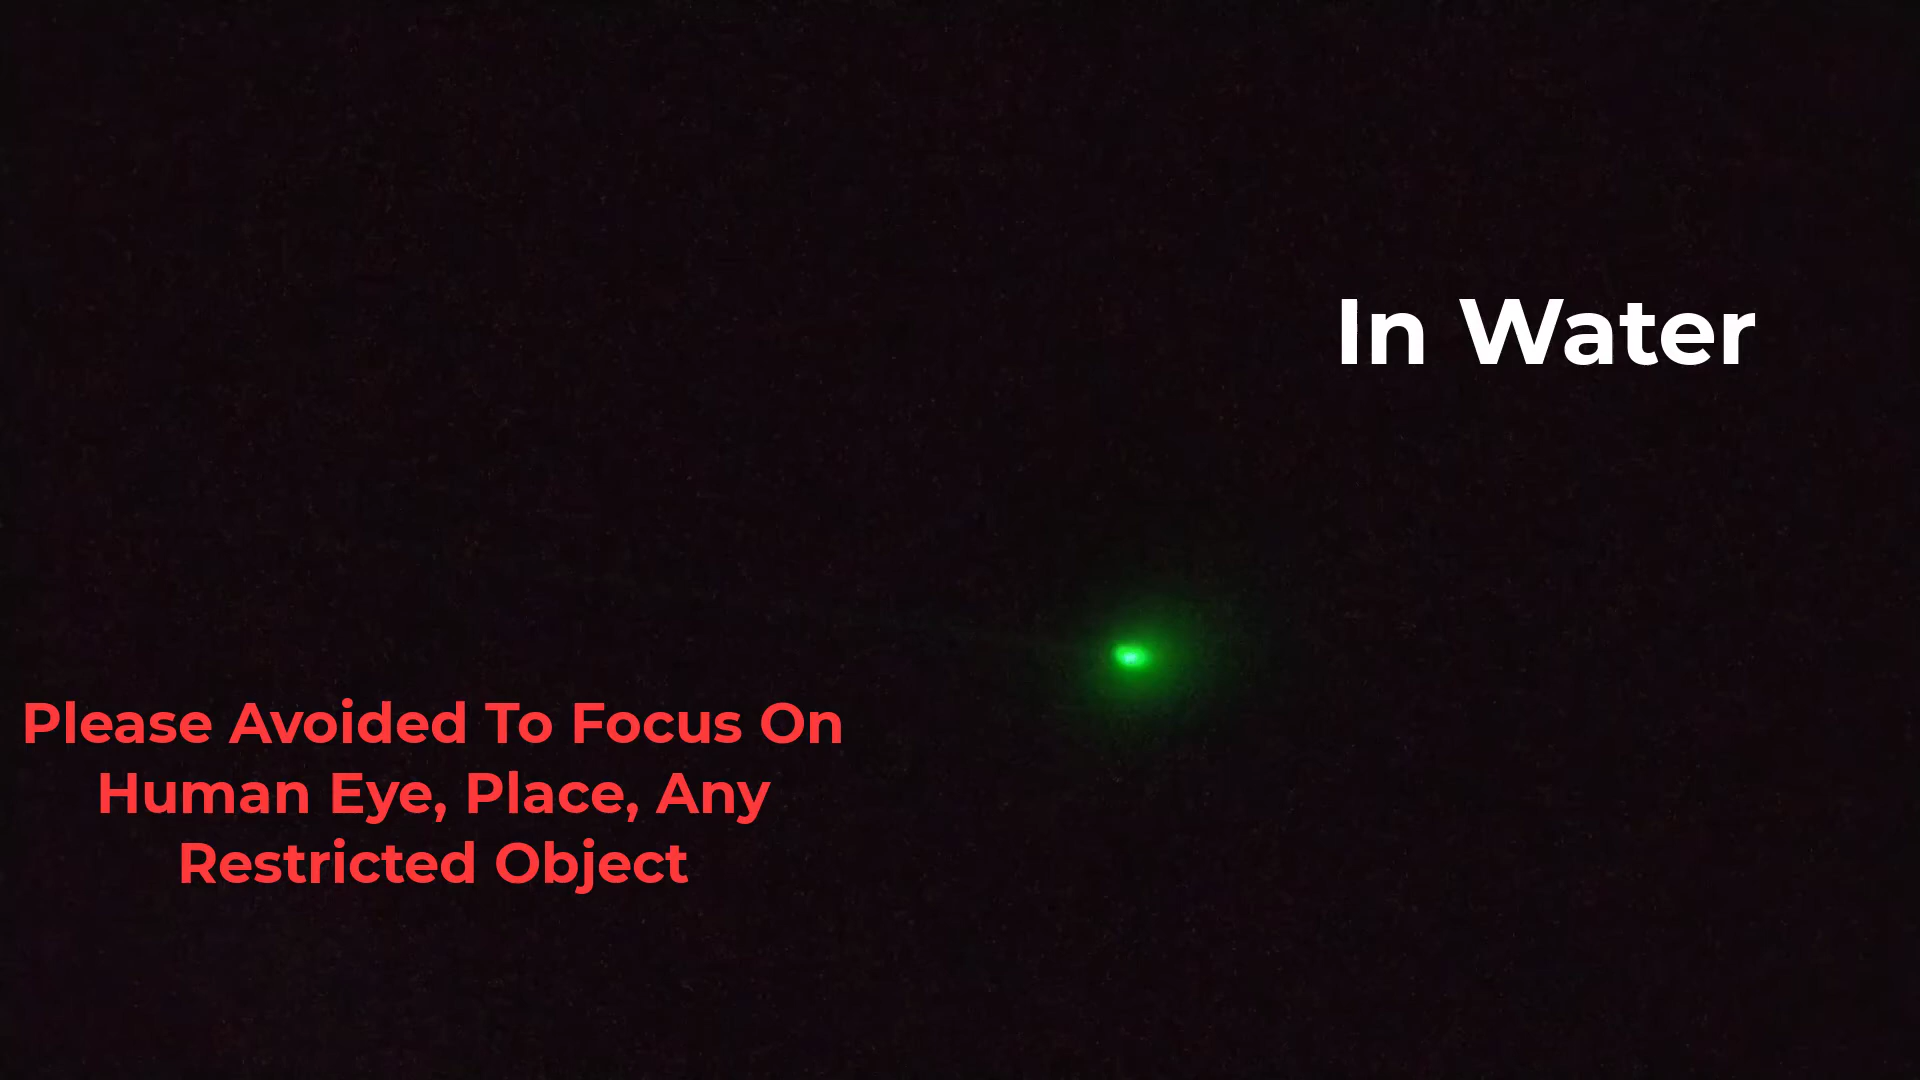 In Water
Please Avoided To Focus On
Human Eye, Place, Any
Restricted Object